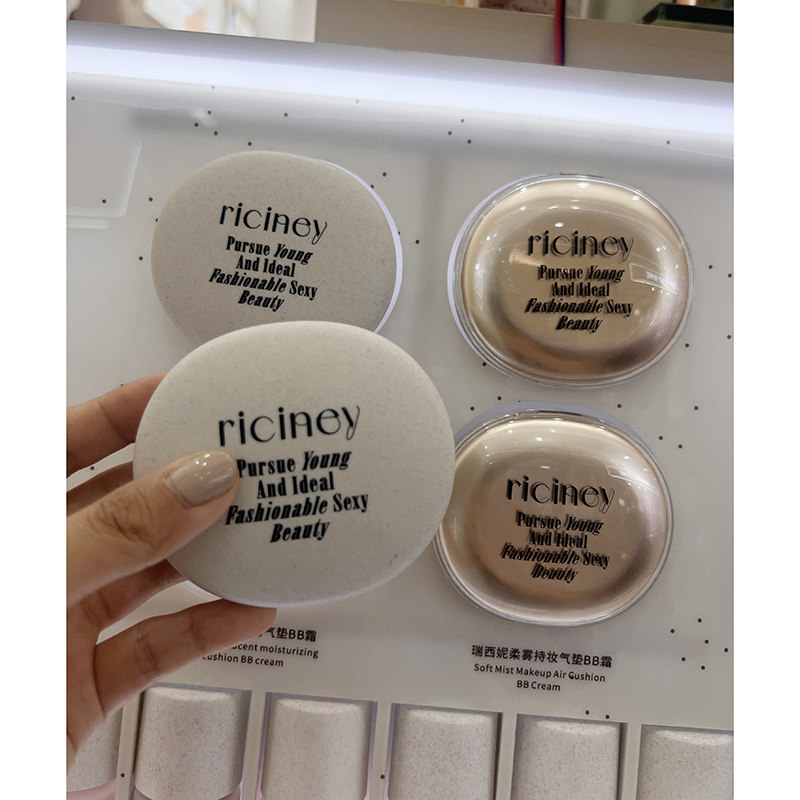 riciney
Pursue Young
And Ideal
Fashionable Sexy
Beauty
riciney
Pursue Young
And Ideal
Fashionable Sexy
Beauty
riciney
Pursue Young
And Ideal
Fashionable Sexy
Beauty
riciney
Pursue Young
And Ideal
Fashionable Sexy
Beauty
气垫BB霜
moisturizing
cushion BB cream
瑞西妮柔雾持妆气垫BB霜
Soft Mist Makeup Air Cushion
BB Cream